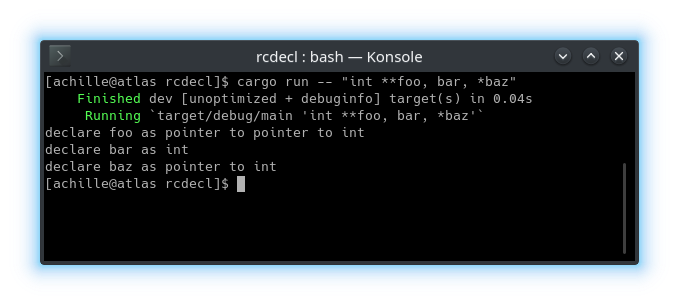 rcdecl : bash — Konsole
[achille@atlas rcdecl]$ cargo run -- "int **foo, bar, *baz"
    Finished dev [unoptimized + debuginfo] target(s) in 0.04s
     Running `target/debug/main 'int **foo, bar, *baz'`
declare foo as pointer to pointer to int
declare bar as int
declare baz as pointer to int
[achille@atlas rcdecl]$